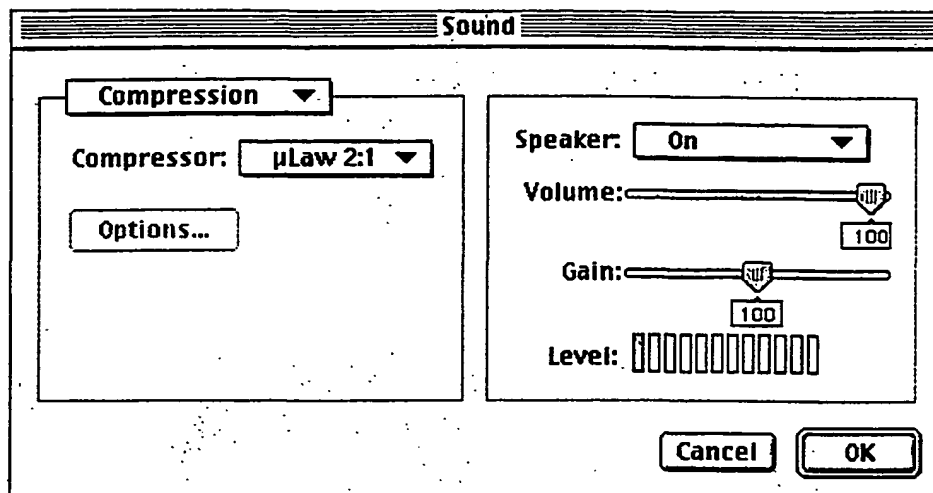 Sound
Compression
Compressor: µLaw 2:1
Options...
Speaker: On
Volume:
100
Gain:
100
Level:
Cancel
OK